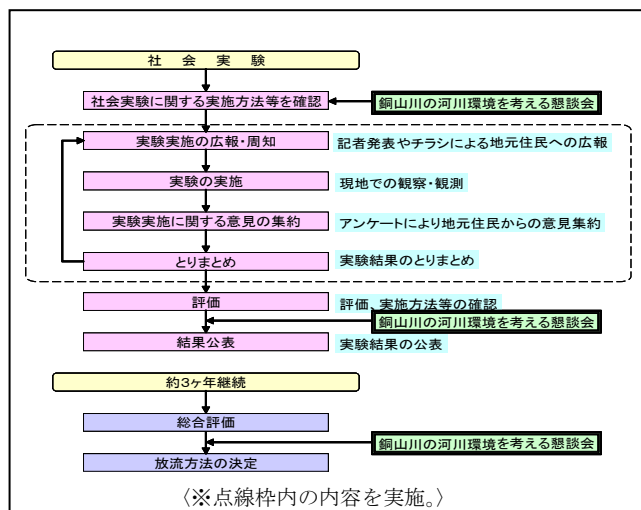 社 会 実 験
社会実験に関する実施方法等を確認
銅山川の河川環境を考える懇談会
実験実施の広報・周知
記者発表やチラシによる地元住民への広報
実験の実施
現地での観察・観測
実験実施に関する意見の集約
アンケートにより地元住民からの意見集約
とりまとめ
実験結果のとりまとめ
評価
評価、実施方法等の確認
銅山川の河川環境を考える懇談会
結果公表
実験結果の公表
約3ヶ年継続
総合評価
銅山川の河川環境を考える懇談会
放流方法の決定
〈※点線枠内の内容を実施。〉